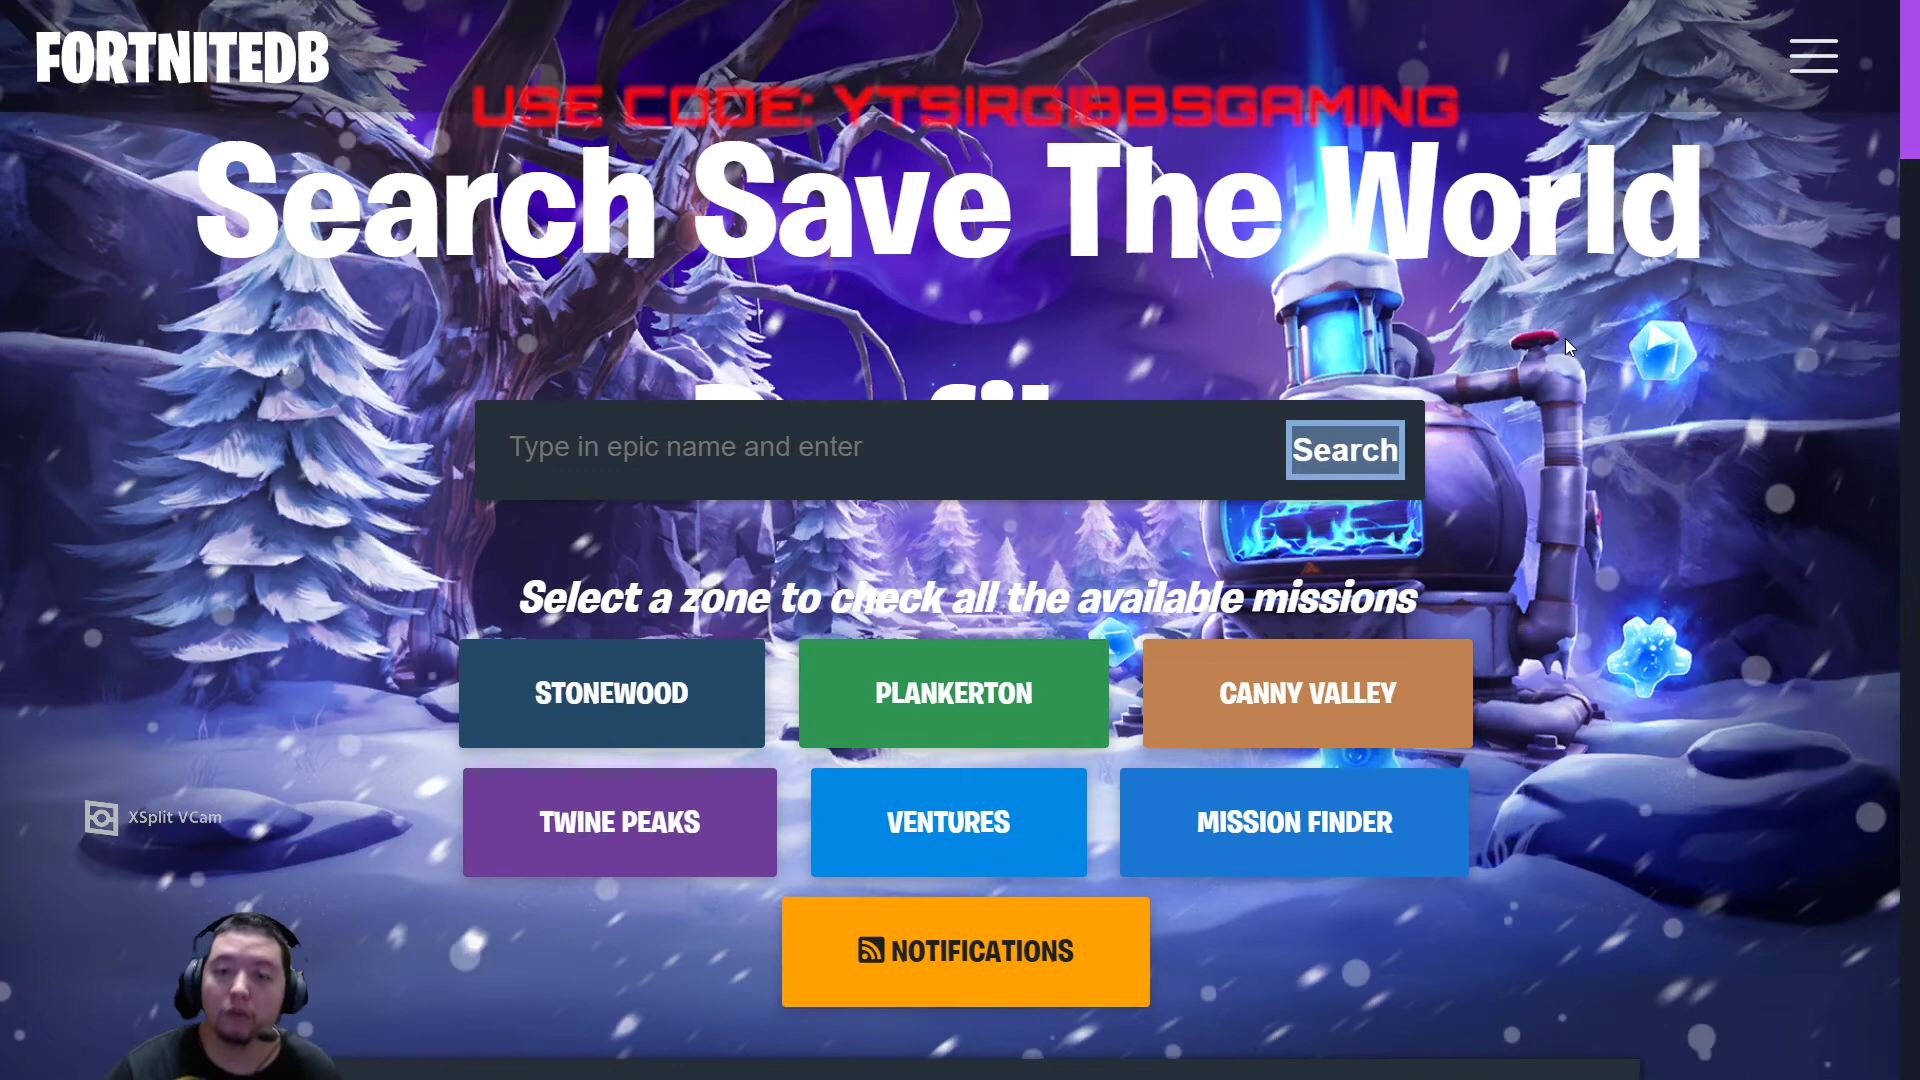 FORTNITEDB
USE CODE: YTSIRGIBBSGAMING
Search Save The World
Type in epic name and enter
Search
Select a zone to check all the available missions
STONEWOOD
PLANKERTON
CANNY VALLEY
TWINE PEAKS
VENTURES
MISSION FINDER
XSplit VCam
NOTIFICATIONS